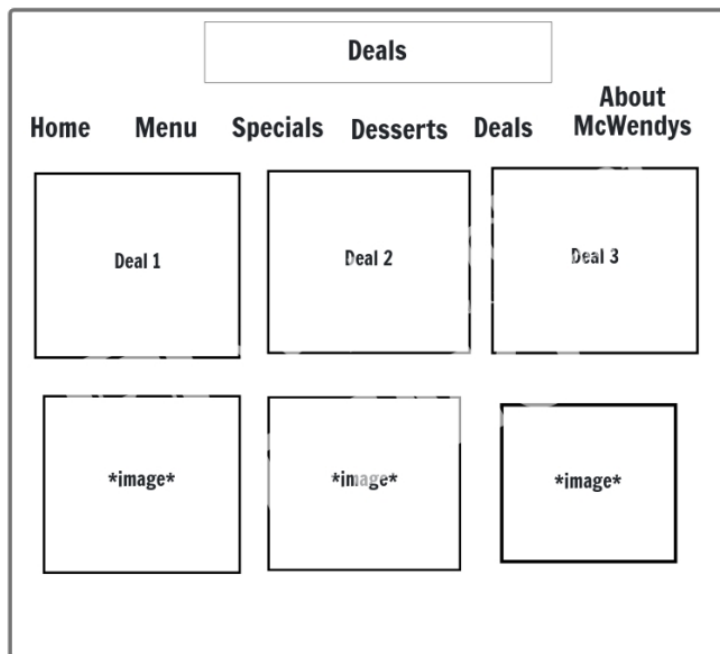 Deals
Home Menu Specials Desserts Deals About
McWendys
Deal 1 Deal 2 Deal 3
*image* *image* *image*